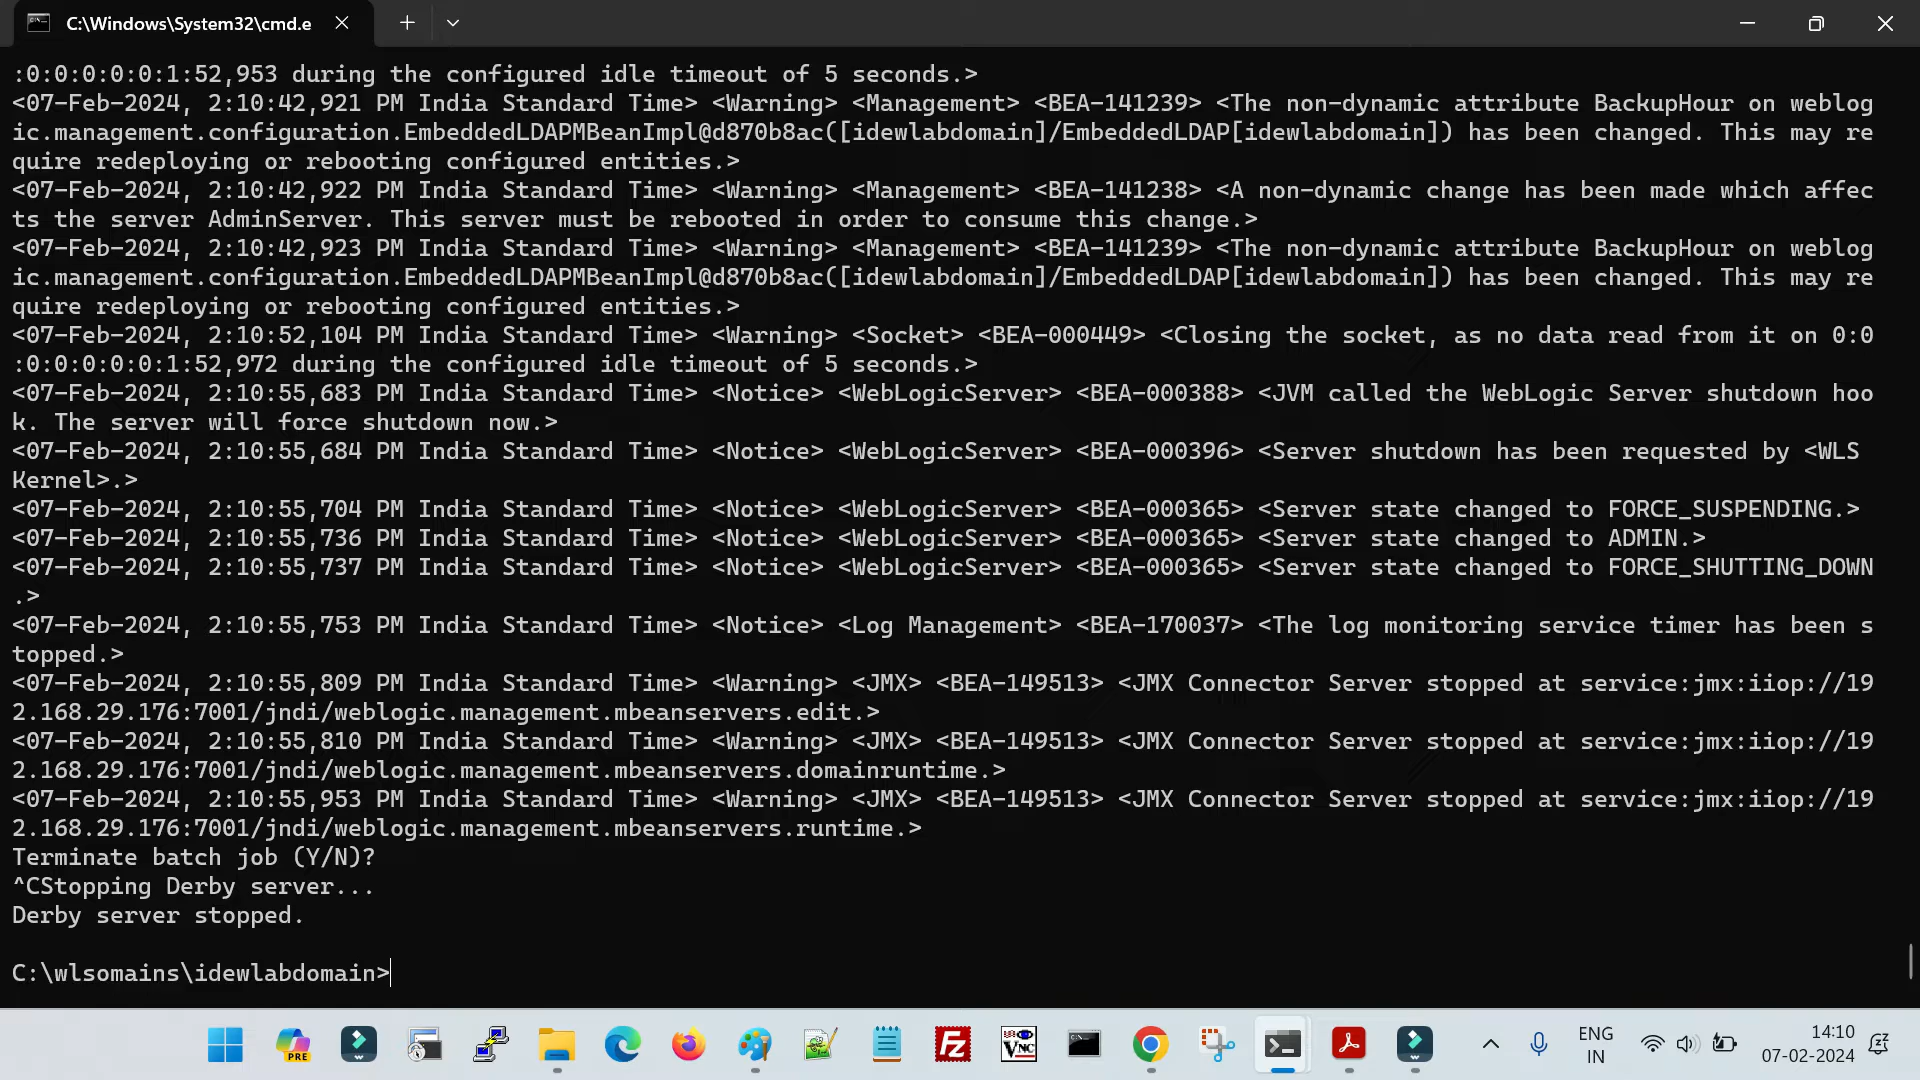 C:\Windows\System32\cmd.e
:0:0:0:0:0:1:52,953 during the configured idle timeout of 5 seconds.>
<07-Feb-2024, 2:10:42,921 PM India Standard Time> <Warning> <Management> <BEA-141239> <The non-dynamic attribute BackupHour on weblog
ic.management.configuration.EmbeddedLDAPMBeanImpl@d870b8ac([idewlabdomain]/EmbeddedLDAP[idewlabdomain]) has been changed. This may re
quire redeploying or rebooting configured entities.>
<07-Feb-2024, 2:10:42,922 PM India Standard Time> <Warning> <Management> <BEA-141238> <A non-dynamic change has been made which affec
ts the server AdminServer. This server must be rebooted in order to consume this change.>
<07-Feb-2024, 2:10:42,923 PM India Standard Time> <Warning> <Management> <BEA-141239> <The non-dynamic attribute BackupHour on weblog
ic.management.configuration.EmbeddedLDAPMBeanImpl@d870b8ac([idewlabdomain]/EmbeddedLDAP[idewlabdomain]) has been changed. This may re
quire redeploying or rebooting configured entities.>
<07-Feb-2024, 2:10:52,104 PM India Standard Time> <Warning> <Socket> <BEA-000449> <Closing the socket, as no data read from it on 0:0
:0:0:0:0:0:1:52,972 during the configured idle timeout of 5 seconds.>
<07-Feb-2024, 2:10:55,683 PM India Standard Time> <Notice> <WebLogicServer> <BEA-000388> <JVM called the WebLogic Server shutdown hoo
k. The server will force shutdown now.>
<07-Feb-2024, 2:10:55,684 PM India Standard Time> <Notice> <WebLogicServer> <BEA-000396> <Server shutdown has been requested by <WLS
Kernel>.>
<07-Feb-2024, 2:10:55,704 PM India Standard Time> <Notice> <WebLogicServer> <BEA-000365> <Server state changed to FORCE_SUSPENDING.>
<07-Feb-2024, 2:10:55,736 PM India Standard Time> <Notice> <WebLogicServer> <BEA-000365> <Server state changed to ADMIN.>
<07-Feb-2024, 2:10:55,737 PM India Standard Time> <Notice> <WebLogicServer> <BEA-000365> <Server state changed to FORCE_SHUTTING_DOWN
.>
<07-Feb-2024, 2:10:55,753 PM India Standard Time> <Notice> <Log Management> <BEA-170037> <The log monitoring service timer has been s
topped.>
<07-Feb-2024, 2:10:55,809 PM India Standard Time> <Warning> <JMX> <BEA-149513> <JMX Connector Server stopped at service:jmx:iiop://19
2.168.29.176:7001/jndi/weblogic.management.mbeanservers.edit.>
<07-Feb-2024, 2:10:55,810 PM India Standard Time> <Warning> <JMX> <BEA-149513> <JMX Connector Server stopped at service:jmx:iiop://19
2.168.29.176:7001/jndi/weblogic.management.mbeanservers.domainruntime.>
<07-Feb-2024, 2:10:55,953 PM India Standard Time> <Warning> <JMX> <BEA-149513> <JMX Connector Server stopped at service:jmx:iiop://19
2.168.29.176:7001/jndi/weblogic.management.mbeanservers.runtime.>
Terminate batch job (Y/N)?
^CStopping Derby server...
Derby server stopped.
C:\wlsomains\idewlabdomain>
PRE
Fz
VNC
ENG
IN
14:10
07-02-2024